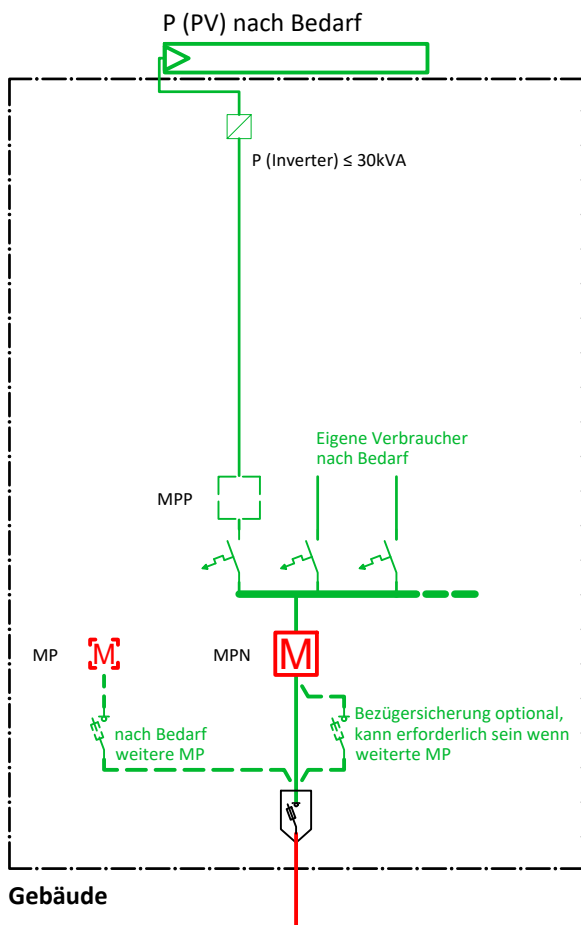 P (PV) nach Bedarf
P (Inverter) ≤ 30kVA
Eigene Verbraucher
nach Bedarf
MPP
MP
M
MPN
M
nach Bedarf
weitere MP
Bezügersicherung optional,
kann erforderlich sein wenn
weiterte MP
Gebäude